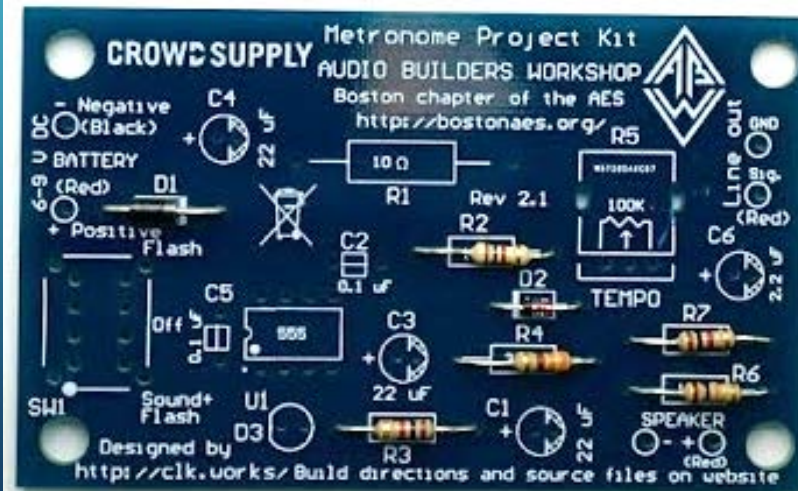 CROWD SUPPLY
Metronome Project Kit
AUDIO BUILDERS WORKSHOP
Boston chapter of the AES
http://bostonaes.org/
ABW
- Negative
(Black)
6-9 V DC
BATTERY
(Red)
+ Positive
C4
+
22 uF
D1
10 Ω
R1
Rev 2.1
R5
100K
TEMPO
Line out
GND
Sig.
(Red)
C6
+
2.2 uF
Flash
Off
Sound+
Flash
SW1
C5
0.1 uF
555
U1
C2
0.1 uF
R2
D2
R4
C3
+
22 uF
R7
R6
D3
R3
C1
+
22 uF
SPEAKER
- +
(Red)
Designed by
http://clk.works/ Build directions and source files on website